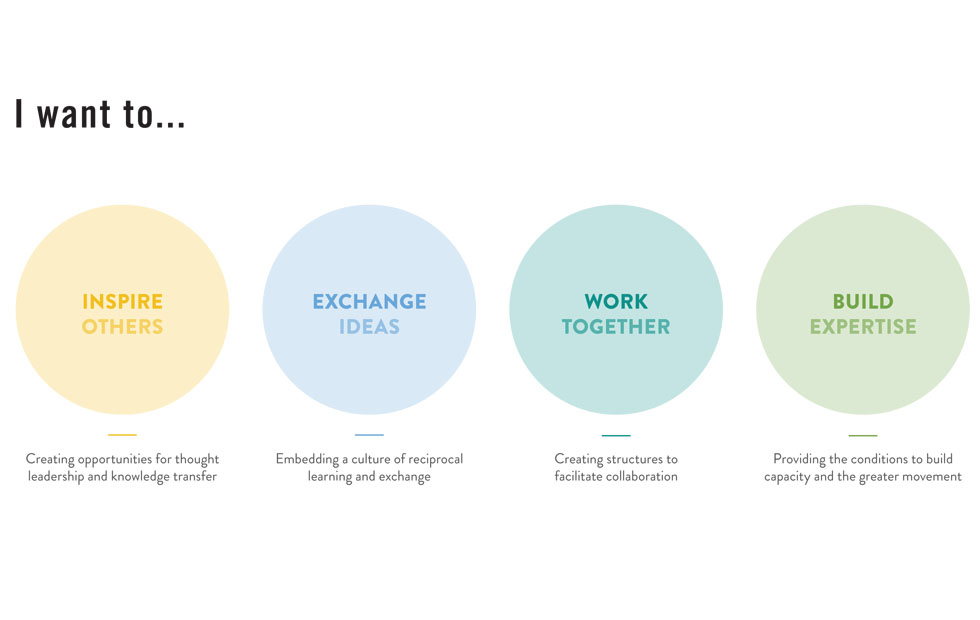 I want to...
INSPIRE
OTHERS
Creating opportunities for thought
leadership and knowledge transfer
EXCHANGE
IDEAS
Embedding a culture of reciprocal
learning and exchange
WORK
TOGETHER
Creating structures to
facilitate collaboration
BUILD
EXPERTISE
Providing the conditions to build
capacity and the greater movement